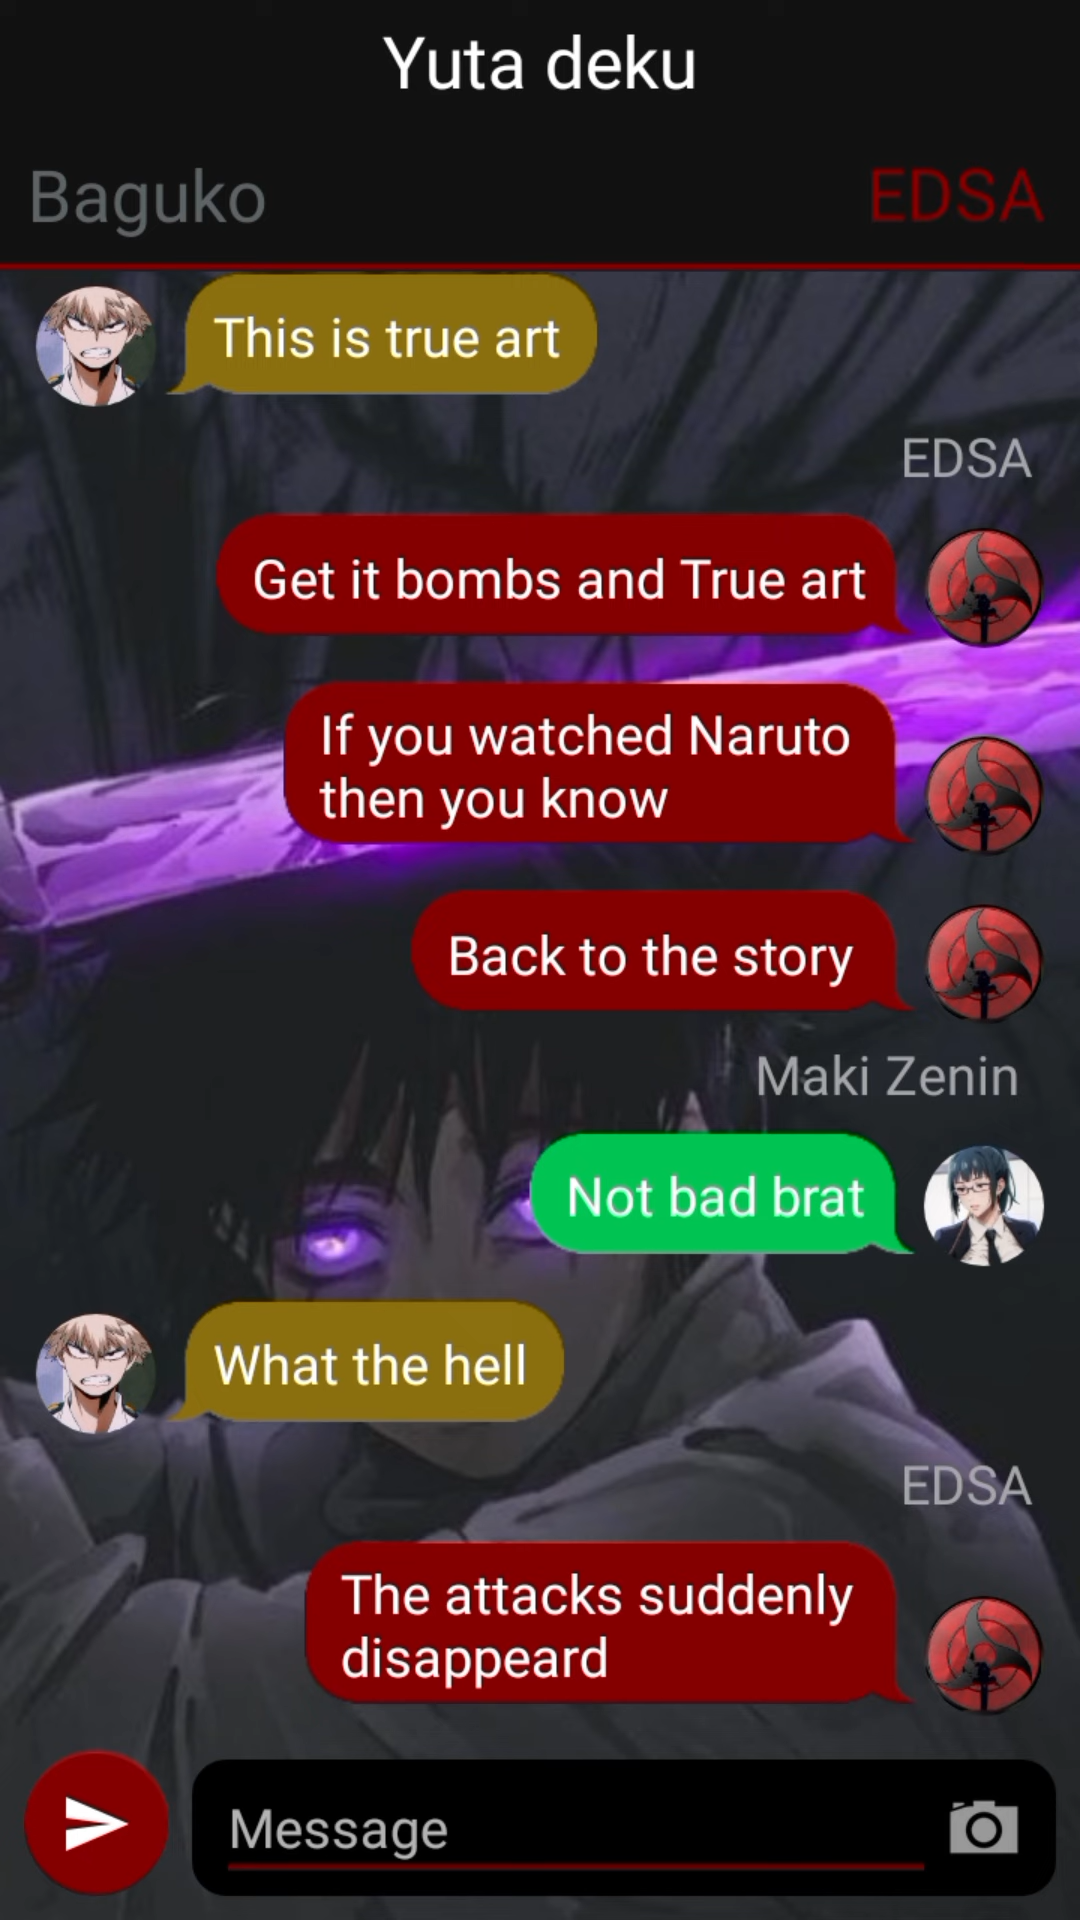 Yuta deku
Baguko
EDSA
This is true art
EDSA
Get it bombs and True art
If you watched Naruto
then you know
Back to the story
Maki Zenin
Not bad brat
What the hell
EDSA
The attacks suddenly
disappeard
Message